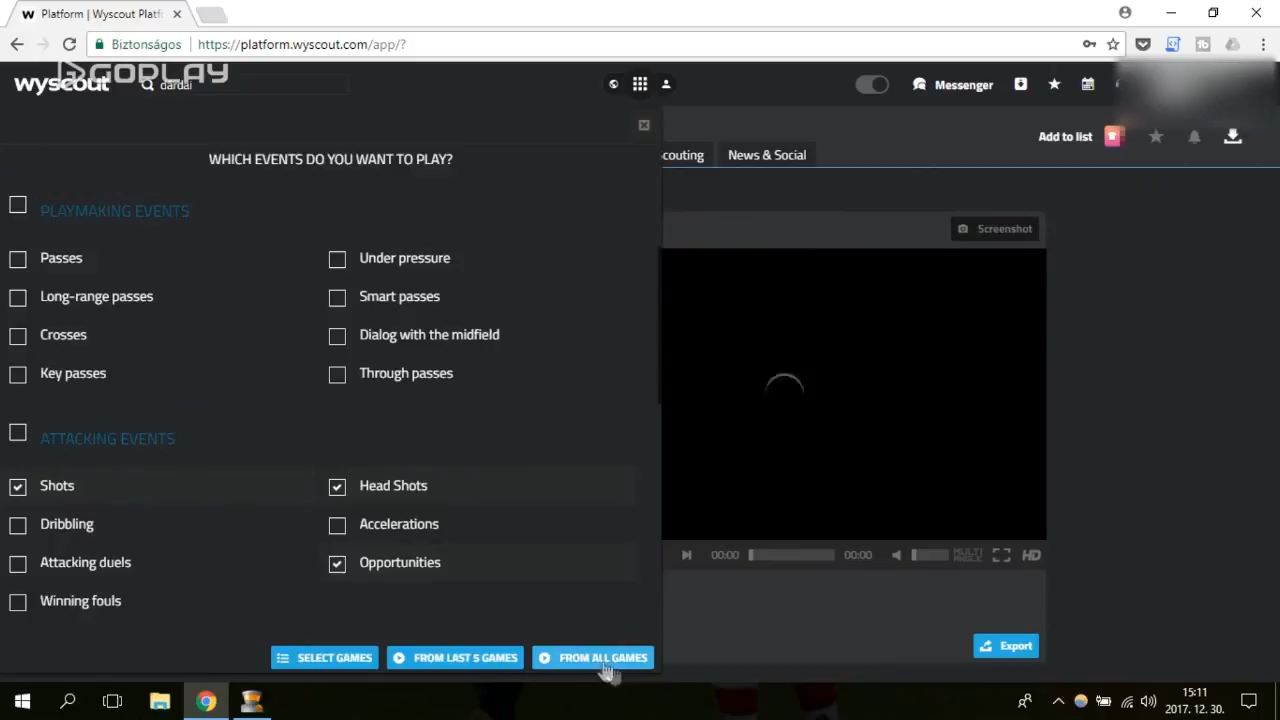 Platform | Wyscout Platf
Biztonságos
https://platform.wyscout.com/app/?
GOPLAY
wyscout
dardai
Messenger
Add to list
couting
News & Social
WHICH EVENTS DO YOU WANT TO PLAY?
Screenshot
PLAYMAKING EVENTS
Passes
Under pressure
Long-range passes
Smart passes
Crosses
Dialog with the midfield
Key passes
Through passes
ATTACKING EVENTS
Shots
Head Shots
Dribbling
Accelerations
Attacking duels
Opportunities
Winning fouls
00:00
00:00
MULTI
ANGLE
HD
Export
SELECT GAMES
FROM LAST 5 GAMES
FROM ALL GAMES
15:11
2017. 12. 30.